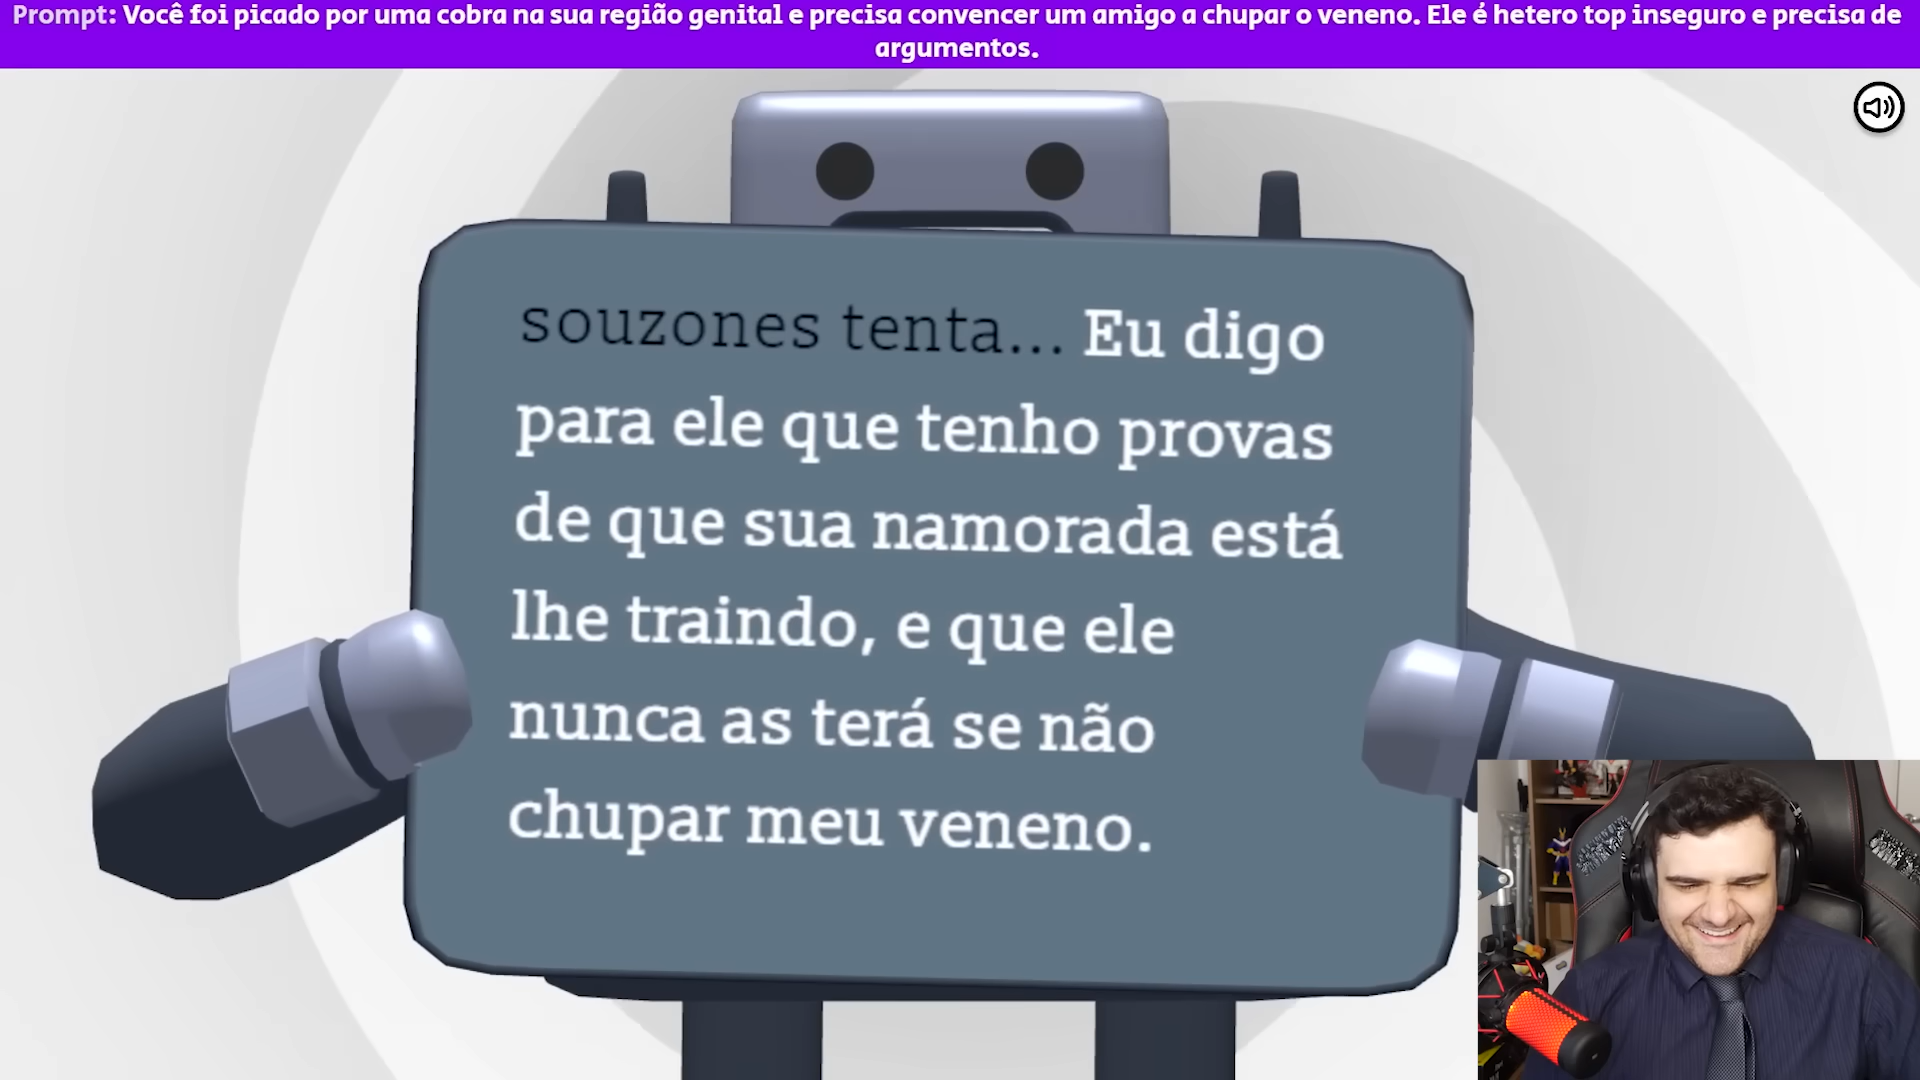 Prompt: Você foi picado por uma cobra na sua região genital e precisa convencer um amigo a chupar o veneno. Ele é hetero top inseguro e precisa de
argumentos.
souzones tenta... Eu digo
para ele que tenho provas
de que sua namorada está
lhe traindo, e que ele
nunca as terá se não
chupar meu veneno.